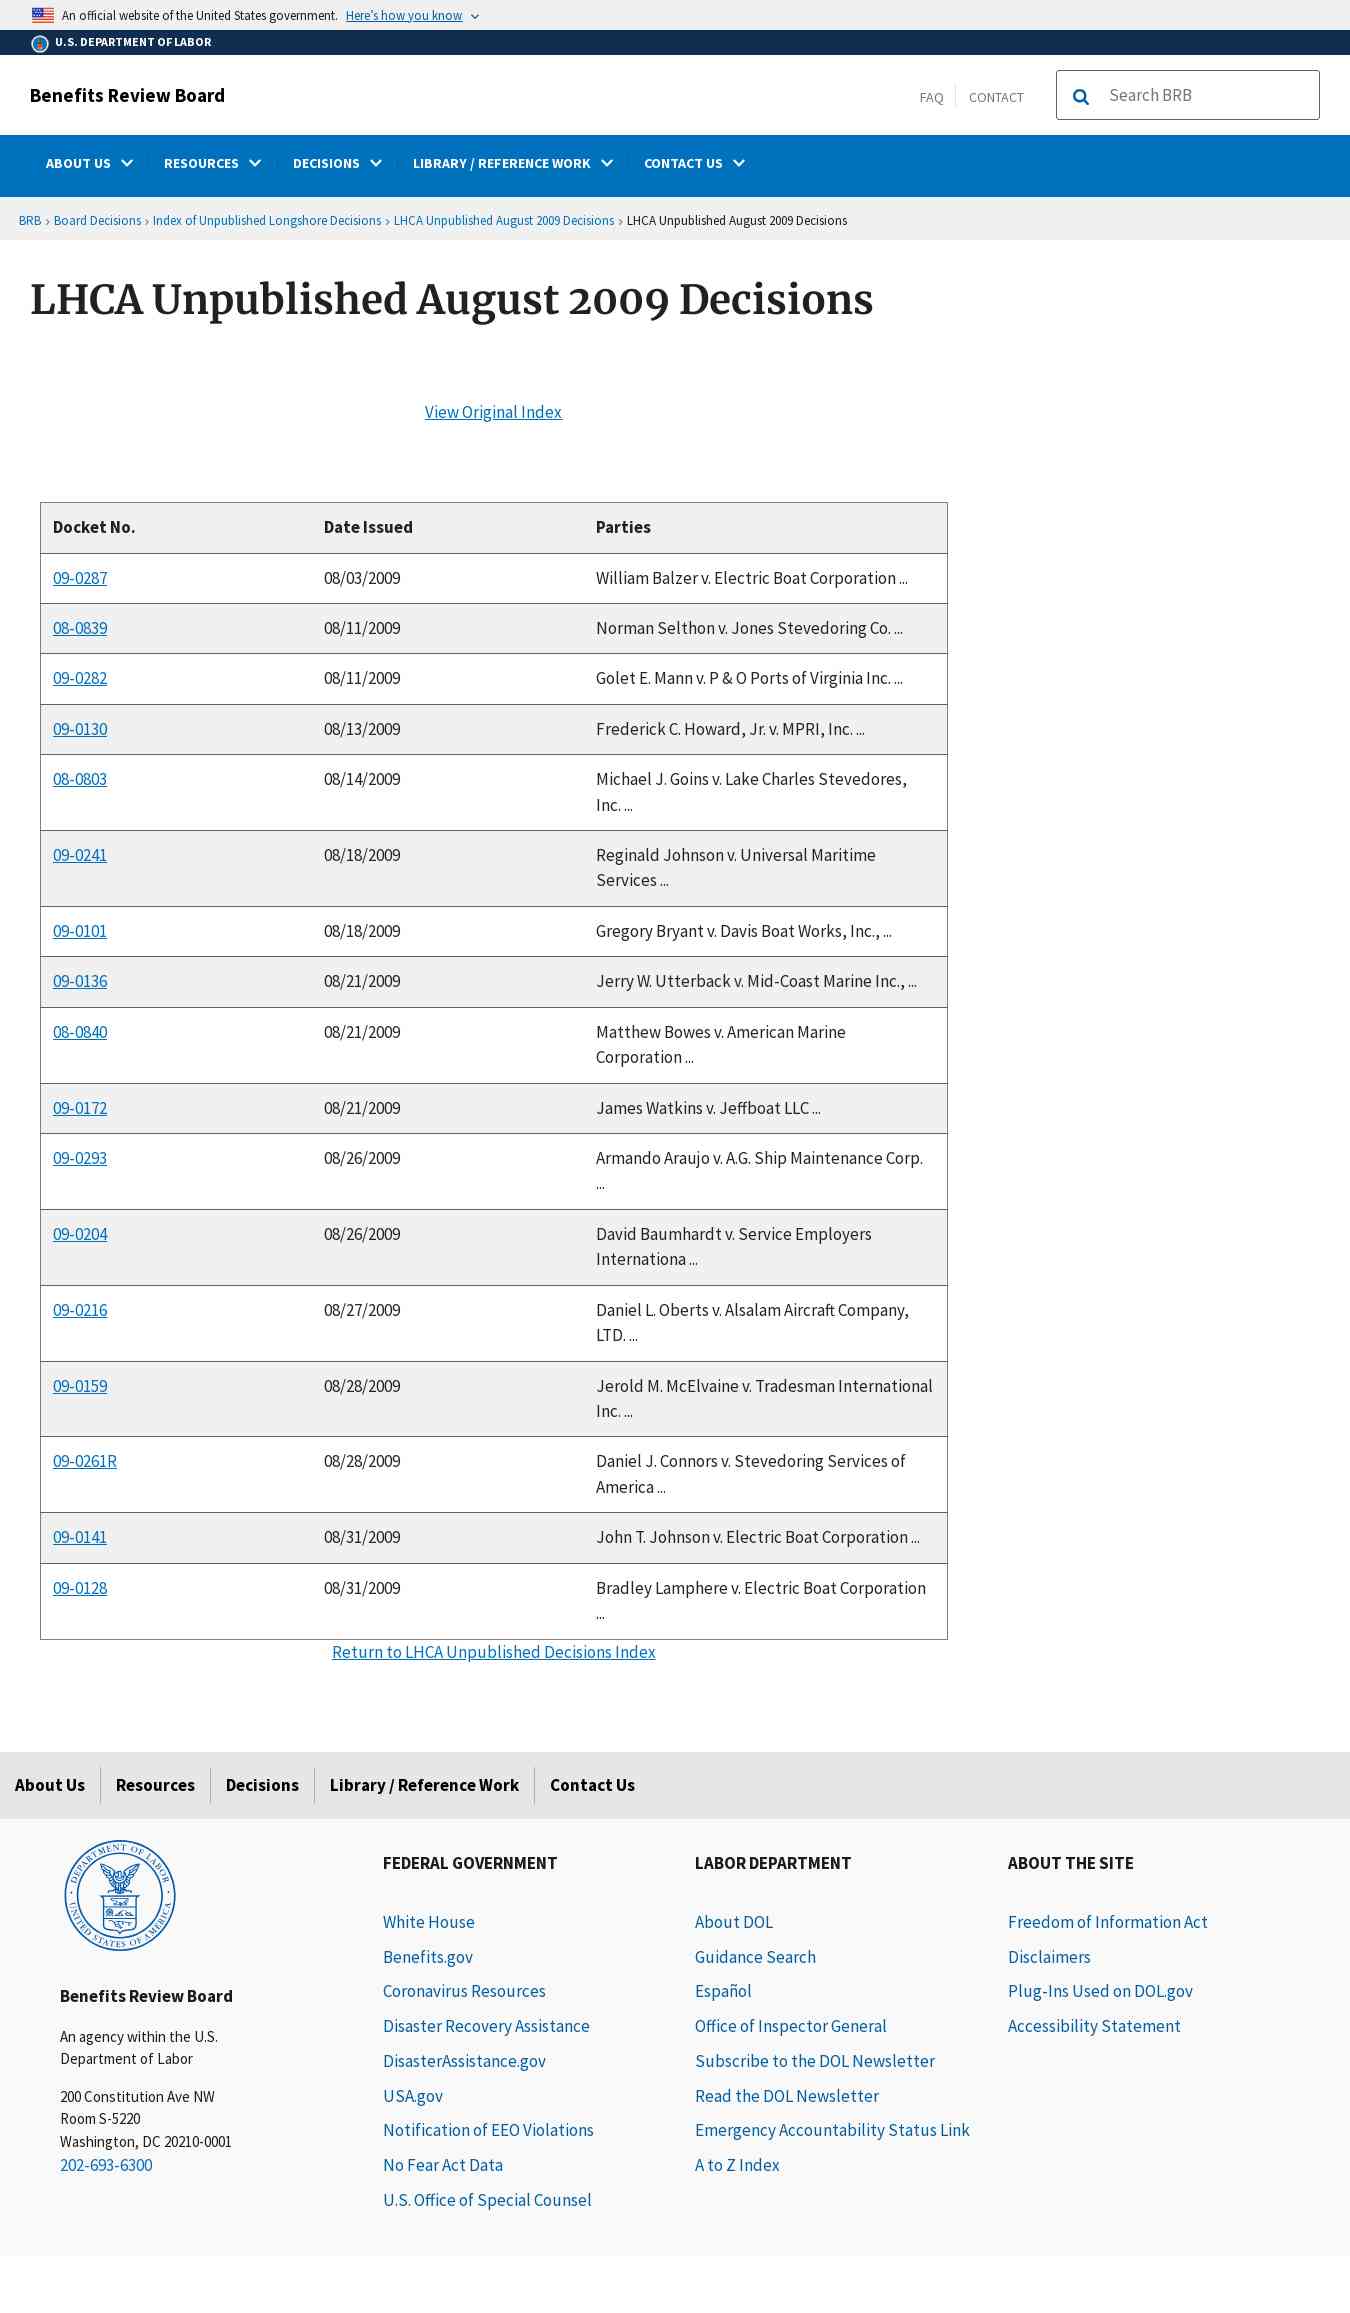 An official website of the United States government. Here's how you know
U.S. DEPARTMENT OF LABOR
Benefits Review Board
FAQ
CONTACT
Search BRB
ABOUT US
RESOURCES
DECISIONS
LIBRARY / REFERENCE WORK
CONTACT US
BRB › Board Decisions › Index of Unpublished Longshore Decisions › LHCA Unpublished August 2009 Decisions › LHCA Unpublished August 2009 Decisions
LHCA Unpublished August 2009 Decisions
View Original Index
Docket No. Date Issued Parties
09-0287 08/03/2009 William Balzer v. Electric Boat Corporation ...
08-0839 08/11/2009 Norman Selthon v. Jones Stevedoring Co. ...
09-0282 08/11/2009 Golet E. Mann v. P & O Ports of Virginia Inc. ...
09-0130 08/13/2009 Frederick C. Howard, Jr. v. MPRI, Inc. ...
08-0803 08/14/2009 Michael J. Goins v. Lake Charles Stevedores,
Inc. ...
09-0241 08/18/2009 Reginald Johnson v. Universal Maritime
Services ...
09-0101 08/18/2009 Gregory Bryant v. Davis Boat Works, Inc., ...
09-0136 08/21/2009 Jerry W. Utterback v. Mid-Coast Marine Inc., ...
08-0840 08/21/2009 Matthew Bowes v. American Marine
Corporation ...
09-0172 08/21/2009 James Watkins v. Jeffboat LLC ...
09-0293 08/26/2009 Armando Araujo v. A.G. Ship Maintenance Corp.
...
09-0204 08/26/2009 David Baumhardt v. Service Employers
Internationa ...
09-0216 08/27/2009 Daniel L. Oberts v. Alsalam Aircraft Company,
LTD. ...
09-0159 08/28/2009 Jerold M. McElvaine v. Tradesman International
Inc. ...
09-0261R 08/28/2009 Daniel J. Connors v. Stevedoring Services of
America ...
09-0141 08/31/2009 John T. Johnson v. Electric Boat Corporation ...
09-0128 08/31/2009 Bradley Lamphere v. Electric Boat Corporation
...
Return to LHCA Unpublished Decisions Index
About Us
Resources
Decisions
Library / Reference Work
Contact Us
DEPARTMENT OF LABOR
UNITED STATES OF AMERICA
Benefits Review Board
An agency within the U.S.
Department of Labor
200 Constitution Ave NW
Room S-5220
Washington, DC 20210-0001
202-693-6300
FEDERAL GOVERNMENT
White House
Benefits.gov
Coronavirus Resources
Disaster Recovery Assistance
DisasterAssistance.gov
USA.gov
Notification of EEO Violations
No Fear Act Data
U.S. Office of Special Counsel
LABOR DEPARTMENT
About DOL
Guidance Search
Español
Office of Inspector General
Subscribe to the DOL Newsletter
Read the DOL Newsletter
Emergency Accountability Status Link
A to Z Index
ABOUT THE SITE
Freedom of Information Act
Disclaimers
Plug-Ins Used on DOL.gov
Accessibility Statement